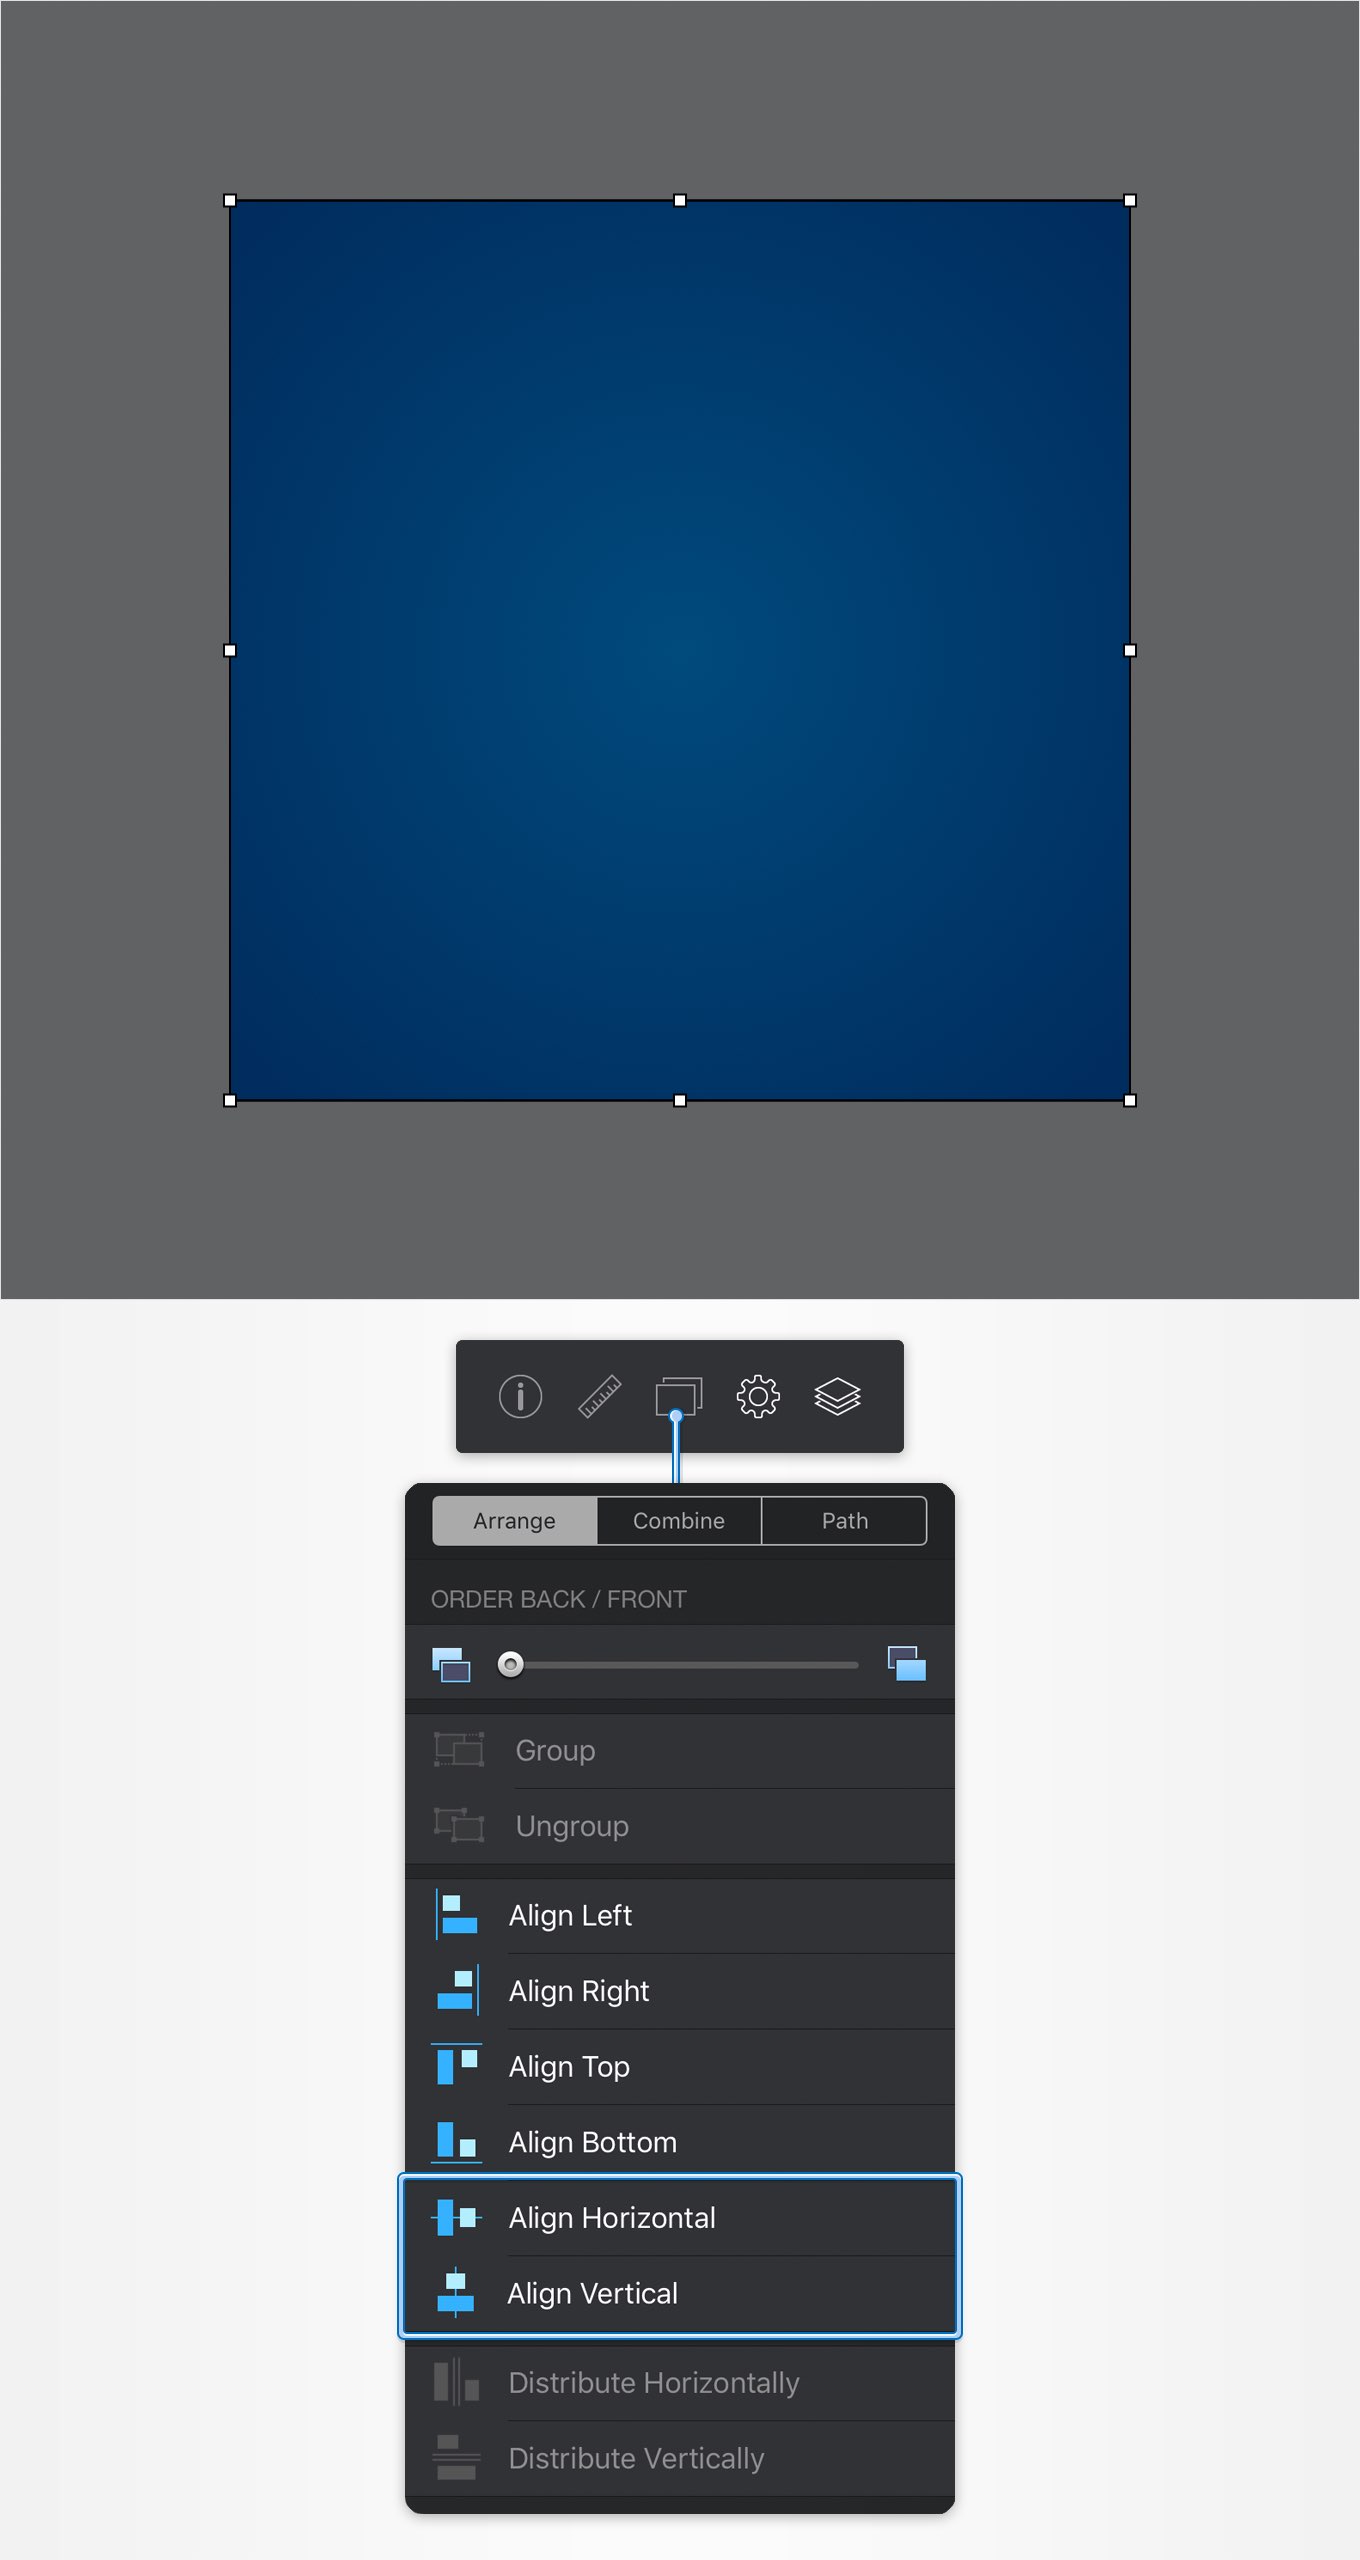 Arrange Combine Path
ORDER BACK / FRONT
Group
Ungroup
Align Left
Align Right
Align Top
Align Bottom
Align Horizontal
Align Vertical
Distribute Horizontally
Distribute Vertically